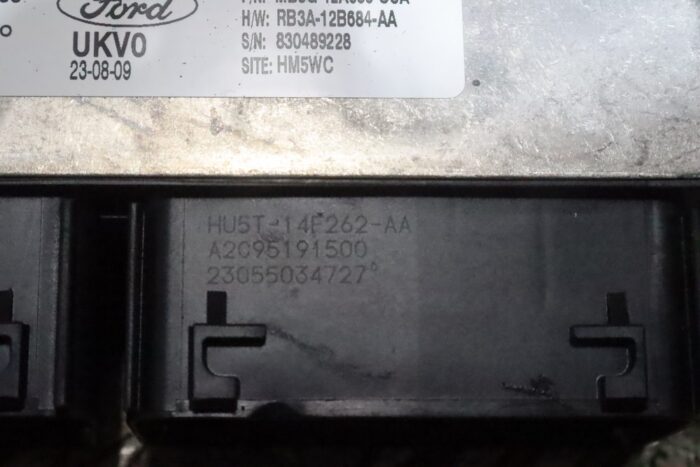 Ford
UKV0
23-08-09
H/W: RB3A-12B684-AA
S/N: 830489228
SITE: HM5WC
HU5T-14F262-AA
A2C95191500
23055034727